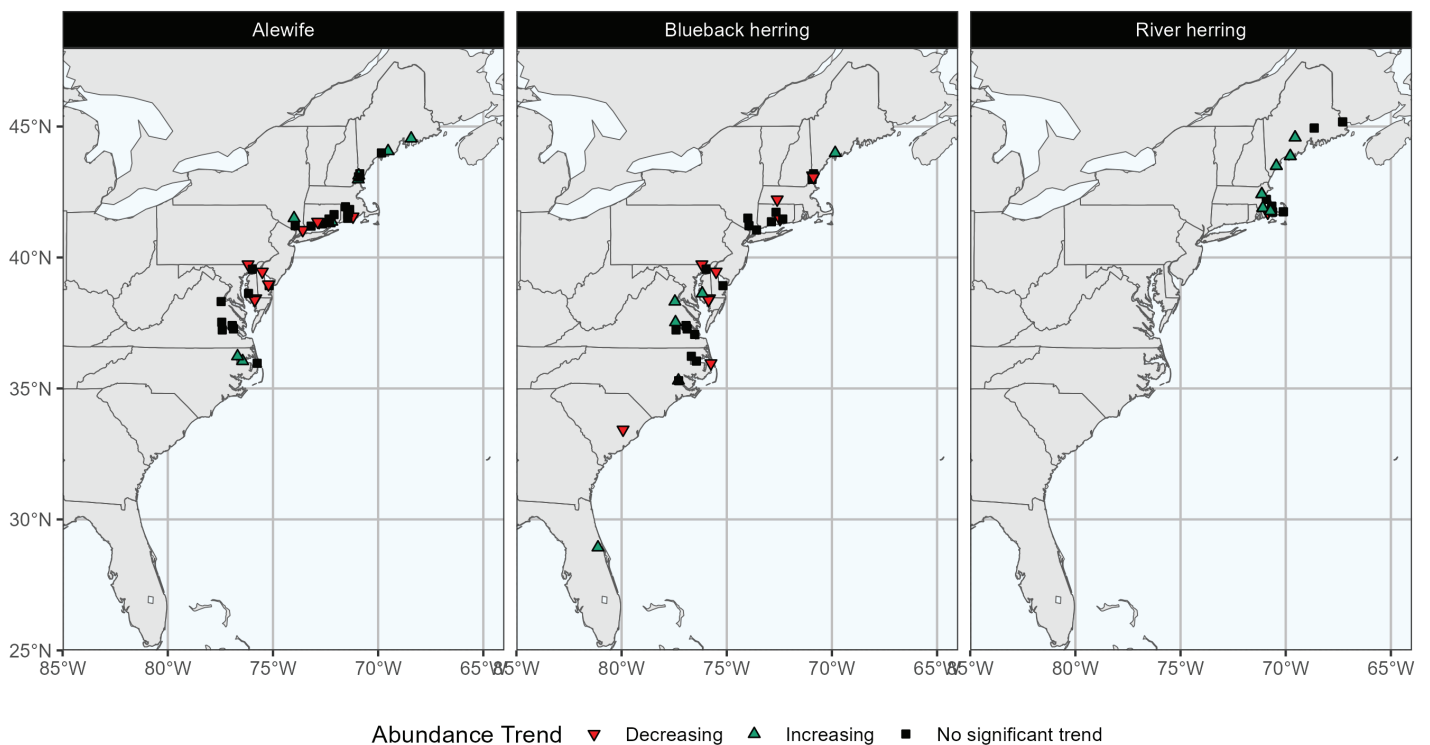 Alewife Blueback herring River herring
45°N
40°N
35°N
30°N
25°N
85°W 80°W 75°W 70°W 65°W 85°W 80°W 75°W 70°W 65°W 85°W 80°W 75°W 70°W 65°W
Abundance Trend Decreasing Increasing No significant trend